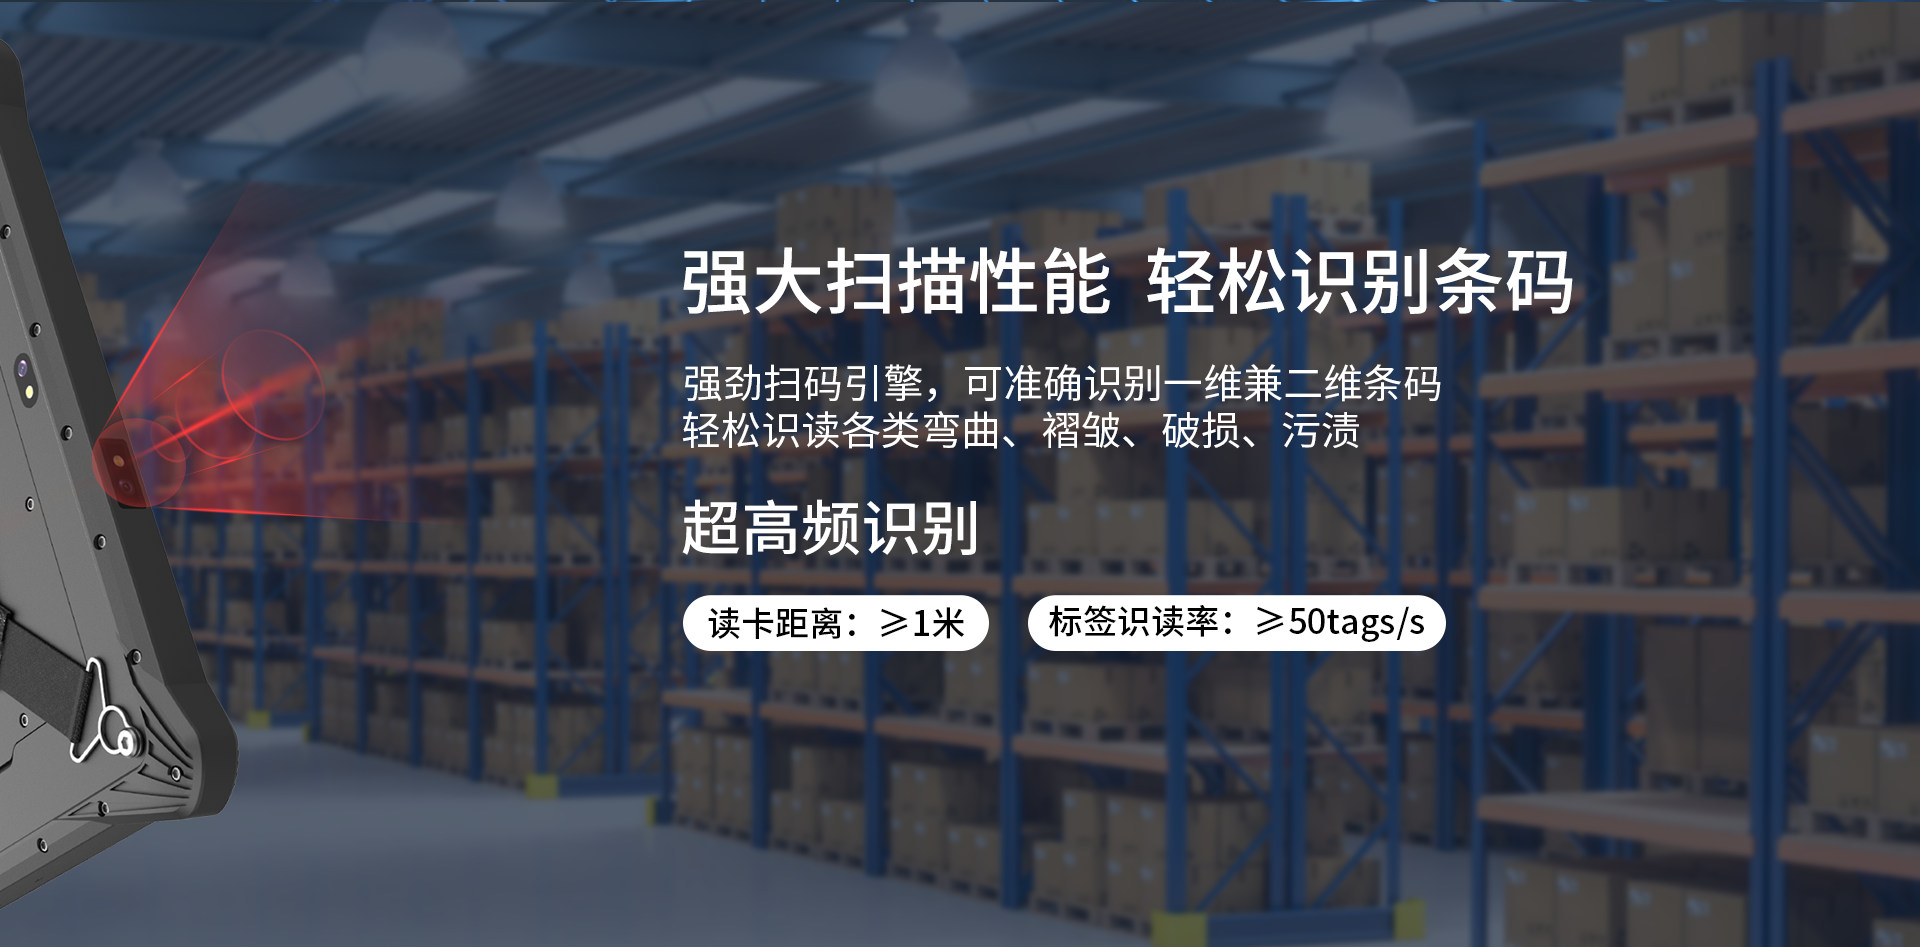 强大扫描性能 轻松识别条码
强劲扫码引擎，可准确识别一维兼二维条码
轻松识读各类弯曲、褶皱、破损、污渍
超高频识别
读卡距离：≥1米
标签识读率：≥50tags/s